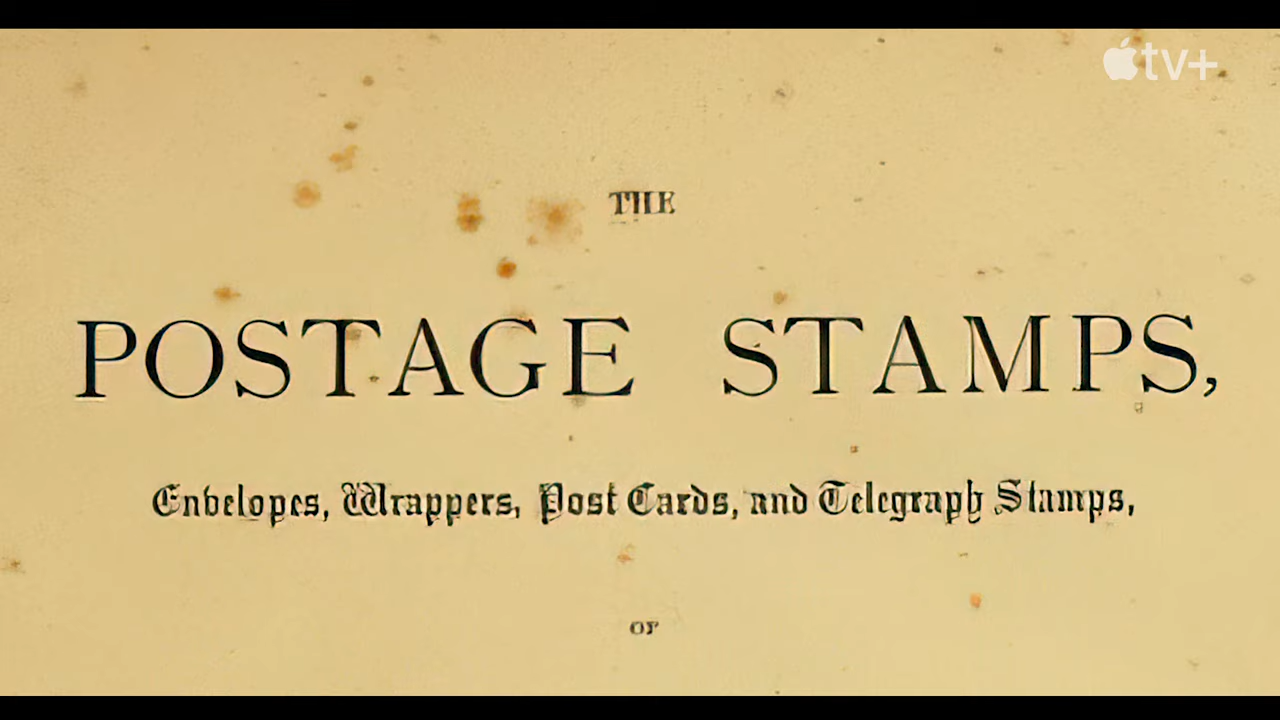 tv+
THE
POSTAGE STAMPS,
Envelopes, Wrappers, Post Cards, and Telegraph Stamps,
OF